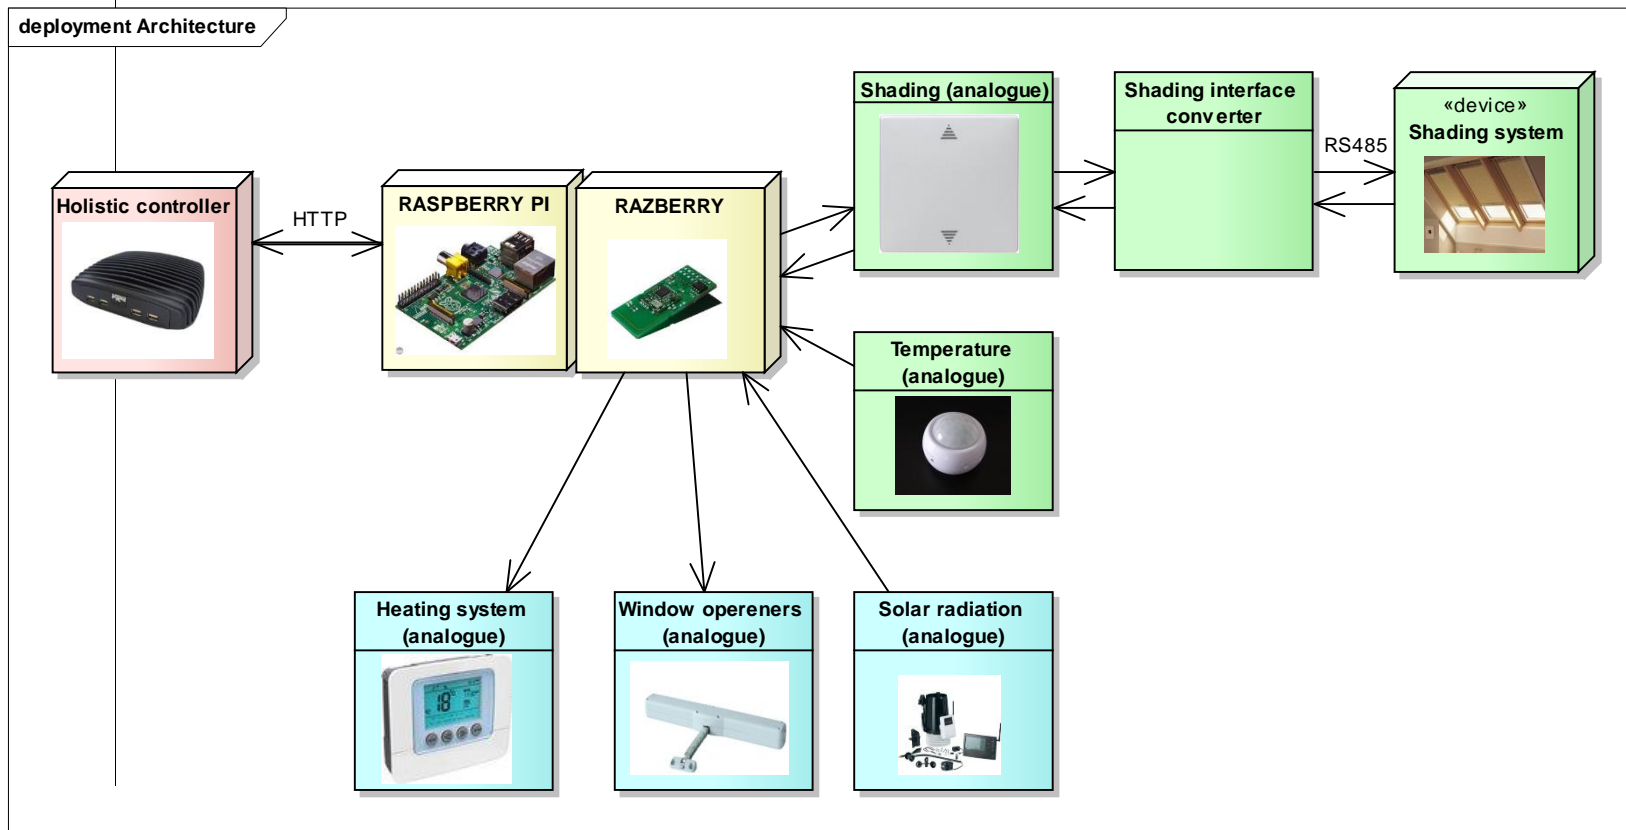 deployment Architecture
Shading (analogue)
Shading interface
converter
«device»
Shading system
RS485
Holistic controller
HTTP
RASPBERRY PI
RAZBERRY
Temperature
(analogue)
Heating system
(analogue)
18
Window opereners
(analogue)
Solar radiation
(analogue)